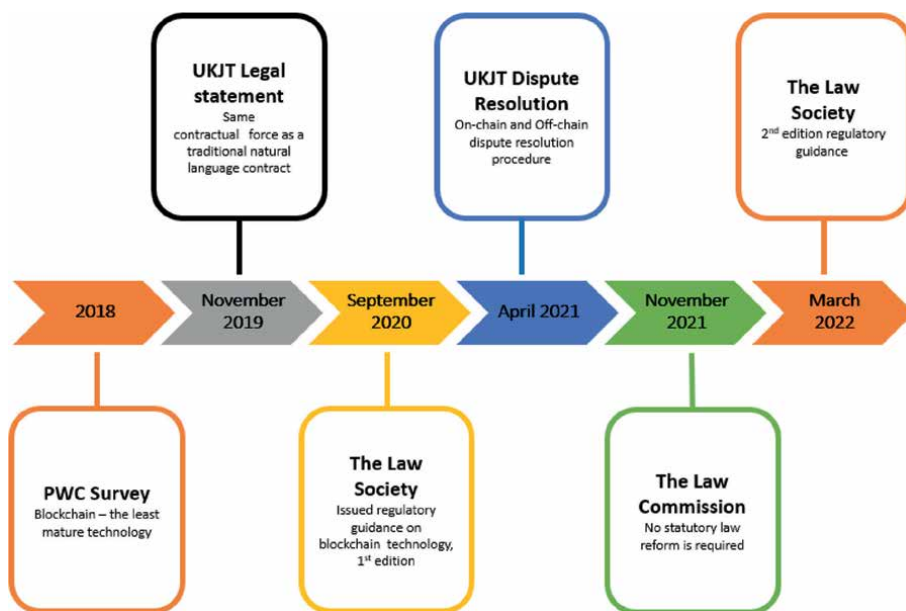 UKJT Legal
statement
Same
contractual force as a
traditional natural
language contract
UKJT Dispute
Resolution
On-chain and Off-chain
dispute resolution
procedure
The Law
Society
2nd edition regulatory
guidance
2018
November
2019
September
2020
April 2021
November
2021
March
2022
PWC Survey
Blockchain – the least
mature technology
The Law
Society
Issued regulatory
guidance on
blockchain technology,
1st edition
The Law
Commission
No statutory law
reform is required